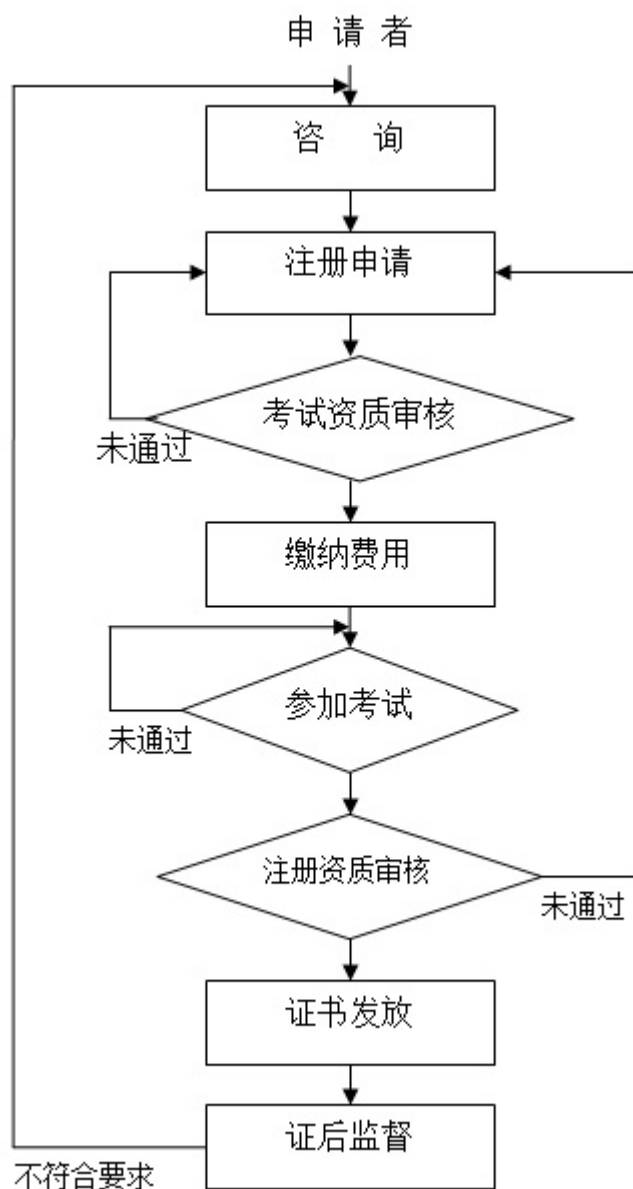 申 请 者
咨 询
注册申请
考试资质审核
未通过
缴纳费用
参加考试
未通过
注册资质审核
未通过
证书发放
证后监督
不符合要求